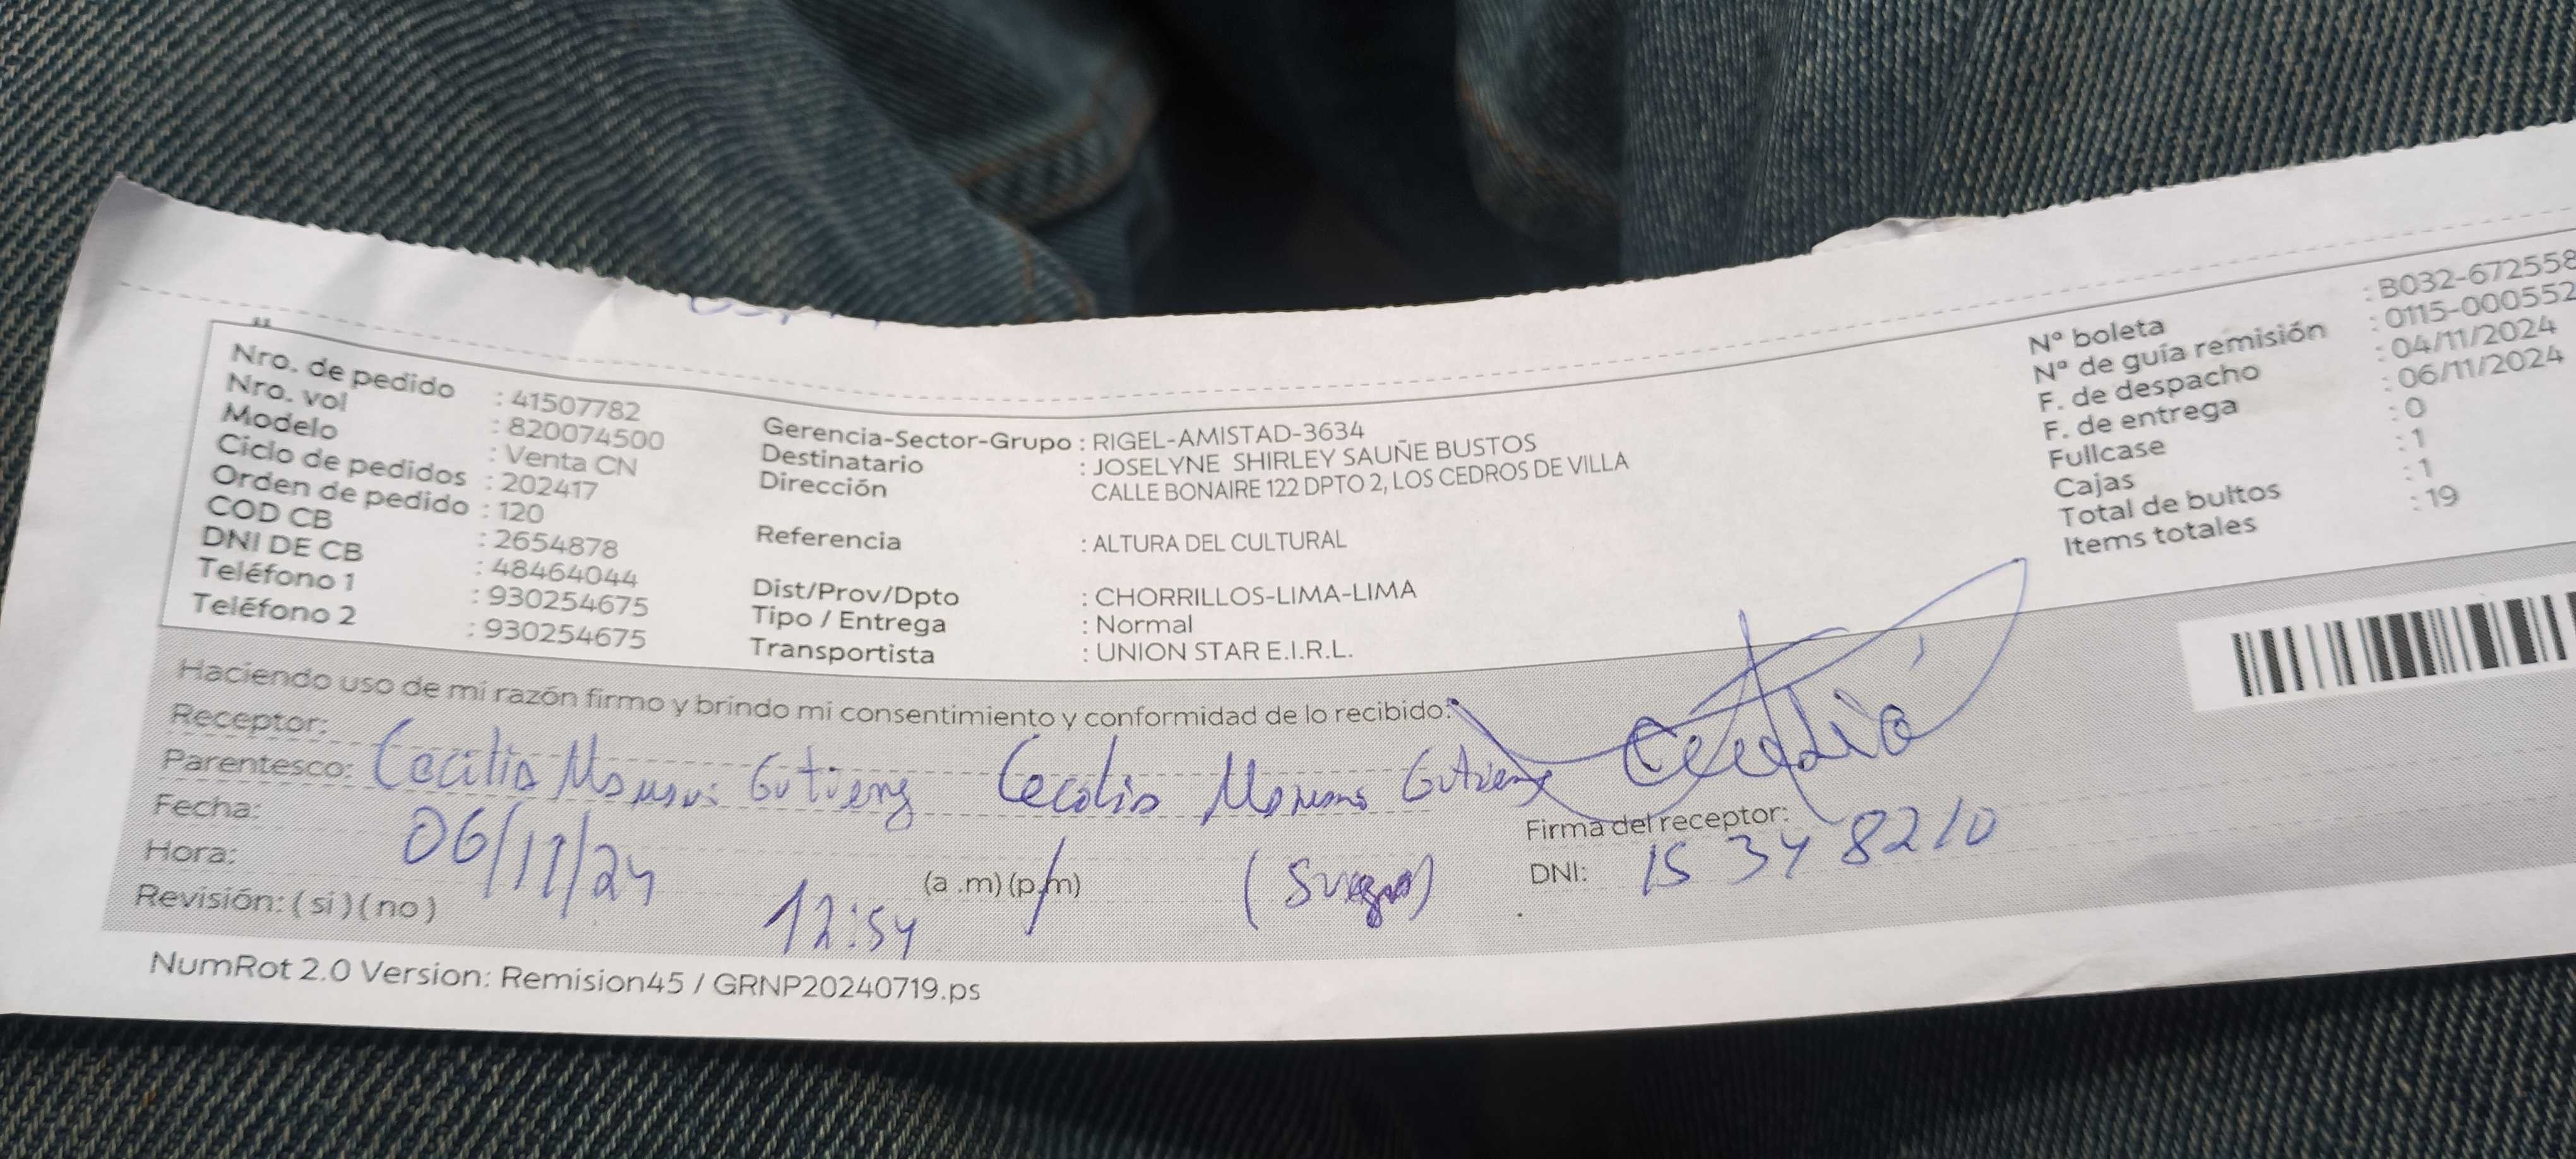 Nro. de pedido : 41507782
Nro. vol : 820074500
Modelo : Venta CN
Ciclo de pedidos : 202417
Orden de pedido : 120
COD CB : 2654878
DNI DE CB : 48464044
Teléfono 1 : 930254675
Teléfono 2 : 930254675
Gerencia-Sector-Grupo : RIGEL-AMISTAD-3634
Destinatario : JOSELYNE SHIRLEY SAUÑE BUSTOS
Dirección CALLE BONAIRE 122 DPTO 2, LOS CEDROS DE VILLA
Referencia : ALTURA DEL CULTURAL
Dist/Prov/Dpto : CHORRILLOS-LIMA-LIMA
Tipo / Entrega : Normal
Transportista : UNION STAR E.I.R.L.
N° boleta : B032-672558
N° de guía remisión : 0115-000552
F. de despacho : 04/11/2024
F. de entrega : 06/11/2024
Fullcase : 0
Cajas : 1
Total de bultos : 1
Items totales : 19
Haciendo uso de mi razón firmo y brindo mi consentimiento y conformidad de lo recibido:
Receptor:
Parentesco: Cecilia Gutierrez Cecilia Gutierrez Cecilia
Fecha: 06/11/24
Firma del receptor:
Hora: 12:54 (a .m) (p.m) (Suegra) DNI: 15348210
Revisión: ( si ) ( no )
NumRot 2.0 Version: Remision45 / GRNP20240719.ps